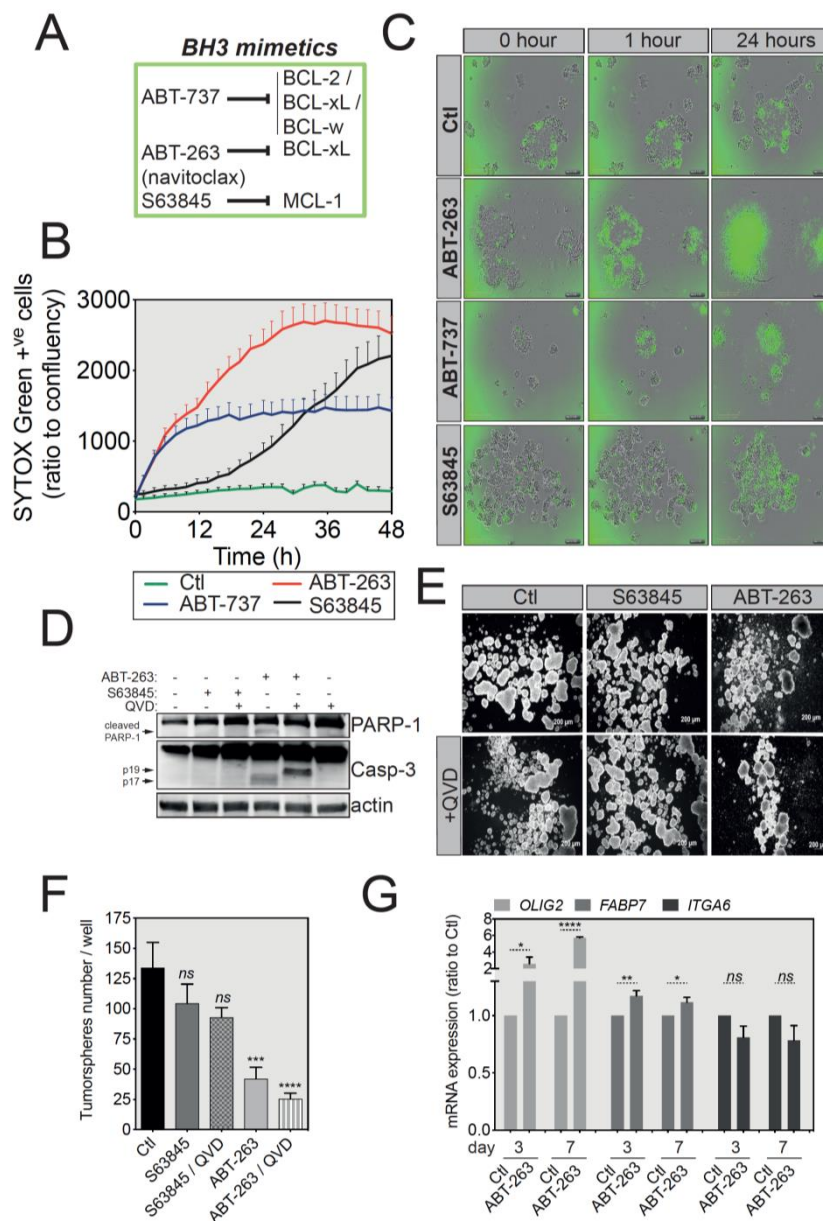 A
BH3 mimetics
ABT-737
BCL-2 /
BCL-xL /
BCL-w
ABT-263
(navitoclax)
BCL-xL
S63845
MCL-1
B
SYTOX Green +ve cells
(ratio to confluency)
3000
2000
1000
0
0 12 24 36 48
Time (h)
Ctl
ABT-263
ABT-737
S63845
C
0 hour 1 hour 24 hours
Ctl
ABT-263
ABT-737
S63845
D
ABT-263: - - - + + -
S63845: - + + - - -
QVD: - - + - + +
cleaved
PARP-1
PARP-1
p19
p17
Casp-3
actin
E
Ctl S63845 ABT-263
200 µm 200 µm 200 µm
+QVD
200 µm 200 µm 200 µm
F
Tumorspheres number / well
175
150
125
100
75
50
25
0
ns
ns
***
****
Ctl
S63845
S63845 / QVD
ABT-263
ABT-263 / QVD
G
OLIG2 FABP7 ITGA6
mRNA expression (ratio to Ctl)
8
6
4
2
1.0
0.5
0.0
*
****
**
*
ns
ns
day 3 7 3 7 3 7
Ctl ABT-263 Ctl ABT-263 Ctl ABT-263 Ctl ABT-263 Ctl ABT-263 Ctl ABT-263